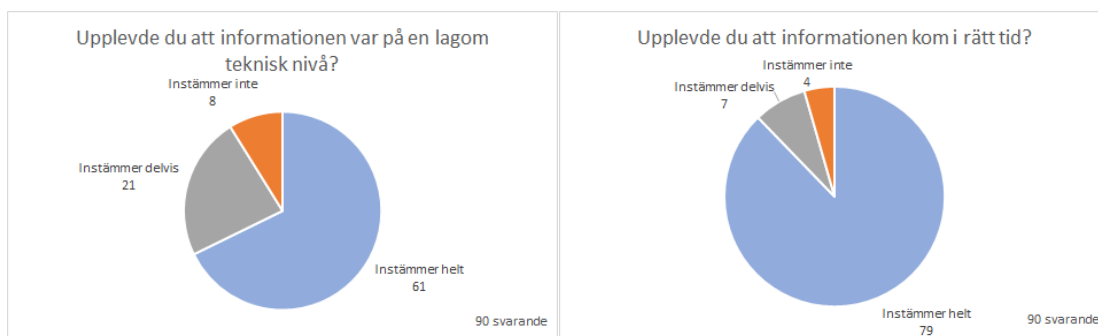 Upplevde du att informationen var på en lagom
teknisk nivå?
Instämmer inte
8
Instämmer delvis
21
Instämmer helt
61
90 svarande
Upplevde du att informationen kom i rätt tid?
Instämmer inte
4
Instämmer delvis
7
Instämmer helt
79
90 svarande